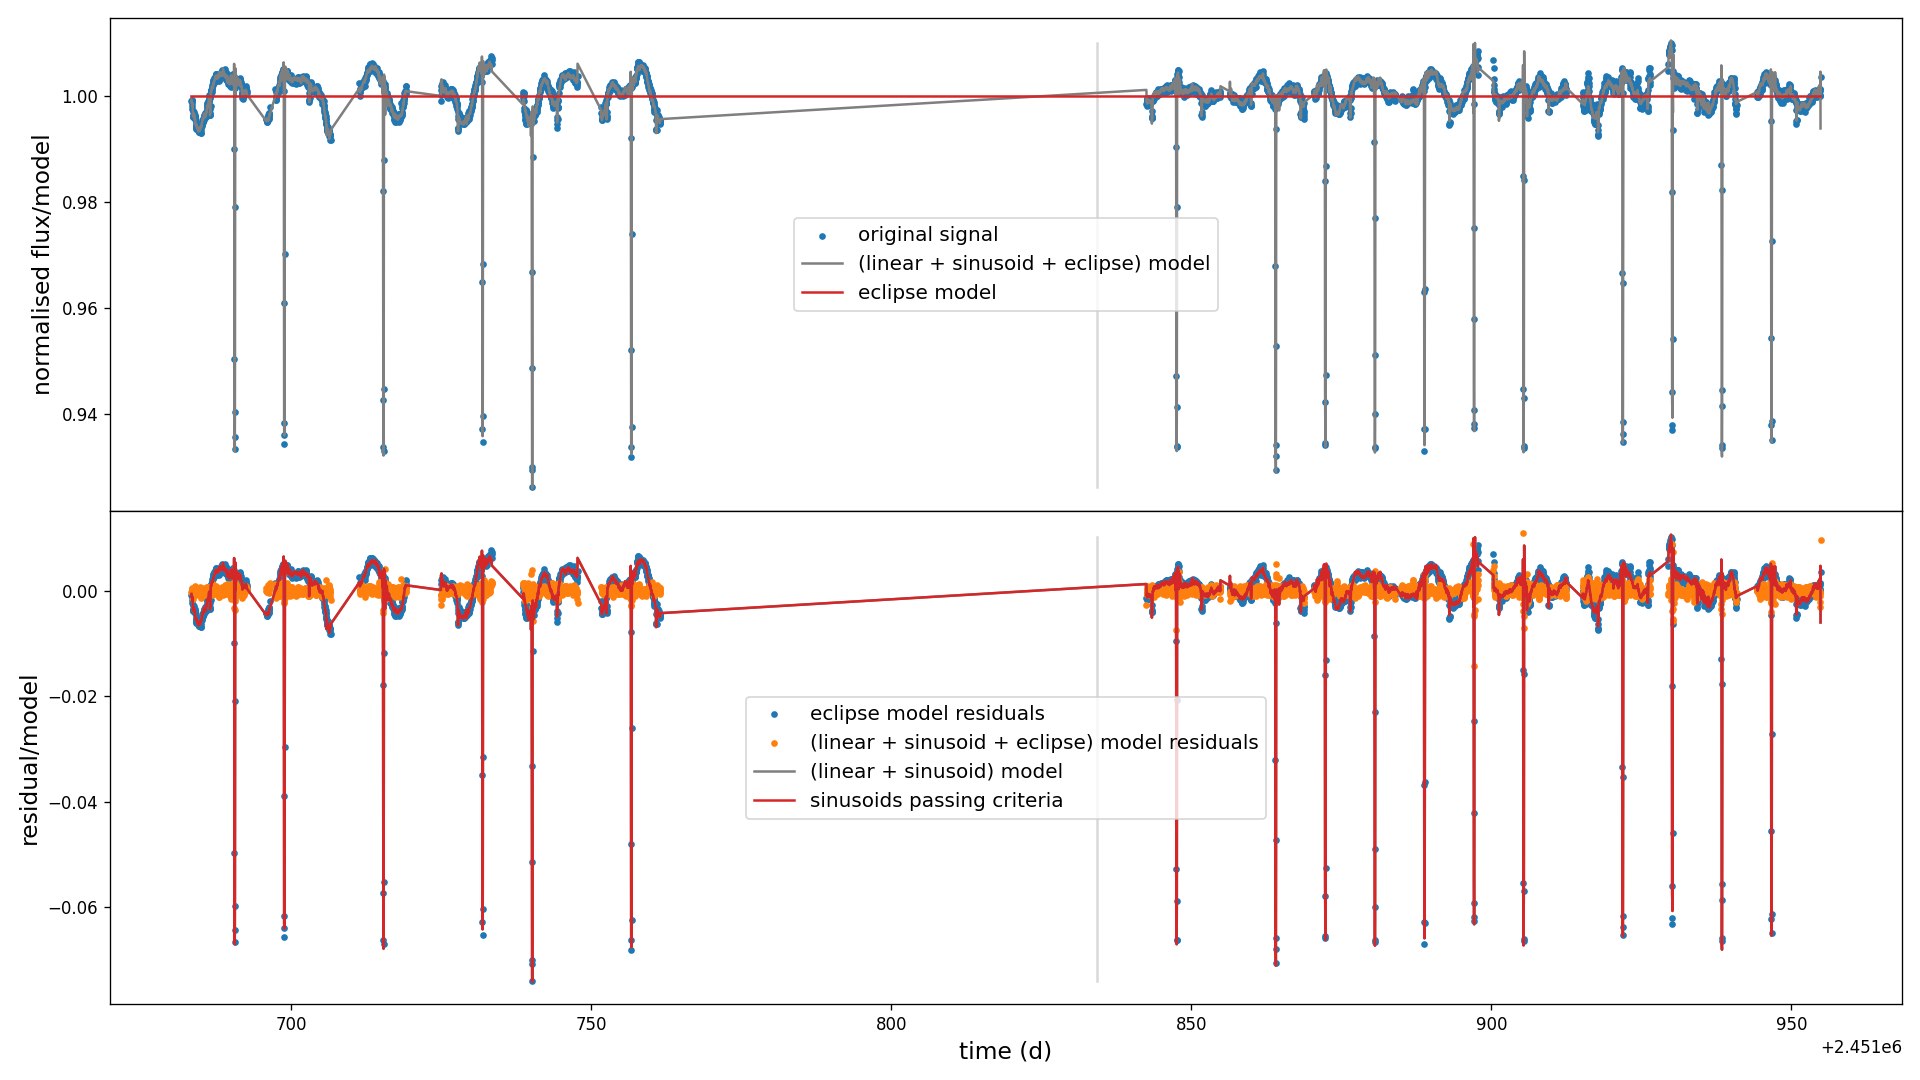 normalised flux/model
1.00
0.98
0.96
0.94
original signal
(linear + sinusoid + eclipse) model
eclipse model
residual/model
0.00
−0.02
−0.04
−0.06
eclipse model residuals
(linear + sinusoid + eclipse) model residuals
(linear + sinusoid) model
sinusoids passing criteria
700 750 800 850 900 950
time (d)
+2.451e6